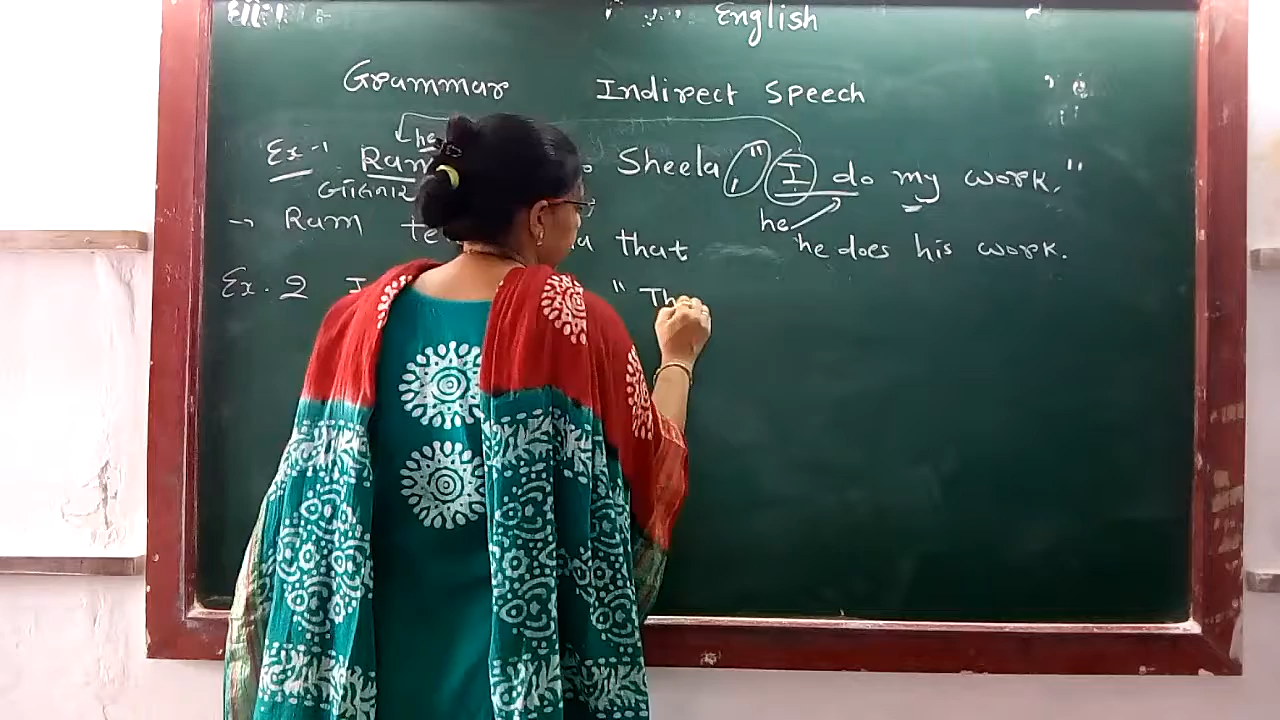 English
Grammar Indirect Speech
he
Ex-1 Ram Sheela, " I do my work."
બોલનાર he
→ Ram that he does his work.
Ex. 2 I " Th